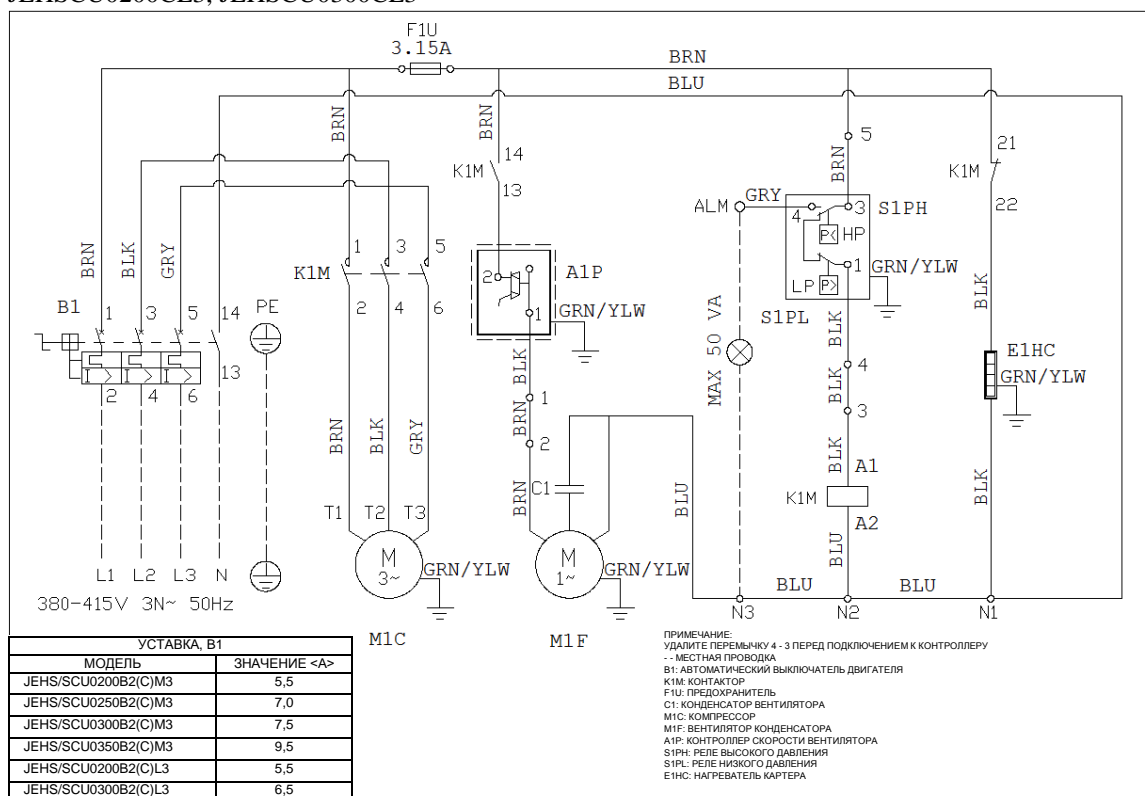 JEHSCU0200CL3, JEHSCU0300CL3
F1U
3.15A
BRN
BLU
BRN
BRN
14
K1M
13
5
BRN
21
K1M
22
ALM
GRY
4
3
S1PH
P<
HP
1
LP
P>
GRN/YLW
S1PL
BRN
BLK
GRY
1
3
5
K1M
2
4
6
2
A1P
1
GRN/YLW
B1
1
3
5
14
PE
I >
I >
I >
13
2
4
6
MAX 50 VA
BLK
BLK
4
3
BLK
BLK
E1HC
GRN/YLW
BLK
BRN
1
2
BRN
BLK
GRY
BRN
C1
BLU
A1
K1M
A2
BLU
BLK
T1
T2
T3
M
3~
GRN/YLW
M
1~
GRN/YLW
L1
L2
L3
N
380-415V 3N~ 50Hz
BLU
BLU
N3
N2
N1
M1C
M1F
УСТАВКА, B1
МОДЕЛЬ ЗНАЧЕНИЕ <A>
JEHS/SCU0200B2(C)M3 5,5
JEHS/SCU0250B2(C)M3 7,0
JEHS/SCU0300B2(C)M3 7,5
JEHS/SCU0350B2(C)M3 9,5
JEHS/SCU0200B2(C)L3 5,5
JEHS/SCU0300B2(C)L3 6,5
ПРИМЕЧАНИЕ:
УДАЛИТЕ ПЕРЕМЫЧКУ 4 - 3 ПЕРЕД ПОДКЛЮЧЕНИЕМ К КОНТРОЛЛЕРУ
- - МЕСТНАЯ ПРОВОДКА
B1: АВТОМАТИЧЕСКИЙ ВЫКЛЮЧАТЕЛЬ ДВИГАТЕЛЯ
K1M: КОНТАКТОР
F1U: ПРЕДОХРАНИТЕЛЬ
C1: КОНДЕНСАТОР ВЕНТИЛЯТОРА
M1C: КОМПРЕССОР
M1F: ВЕНТИЛЯТОР КОНДЕНСАТОРА
A1P: КОНТРОЛЛЕР СКОРОСТИ ВЕНТИЛЯТОРА
S1PH: РЕЛЕ ВЫСОКОГО ДАВЛЕНИЯ
S1PL: РЕЛЕ НИЗКОГО ДАВЛЕНИЯ
E1HC: НАГРЕВАТЕЛЬ КАРТЕРА